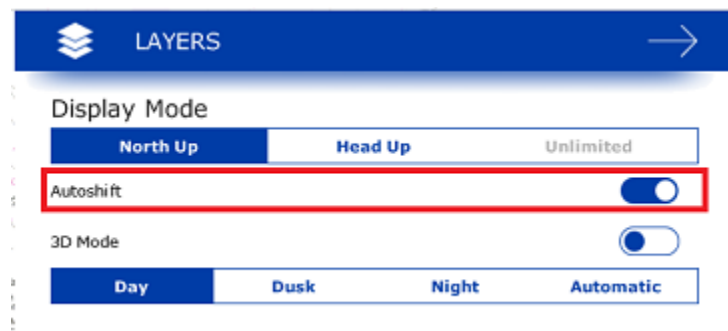 LAYERS
Display Mode
North Up Head Up Unlimited
Autoshift
3D Mode
Day Dusk Night Automatic